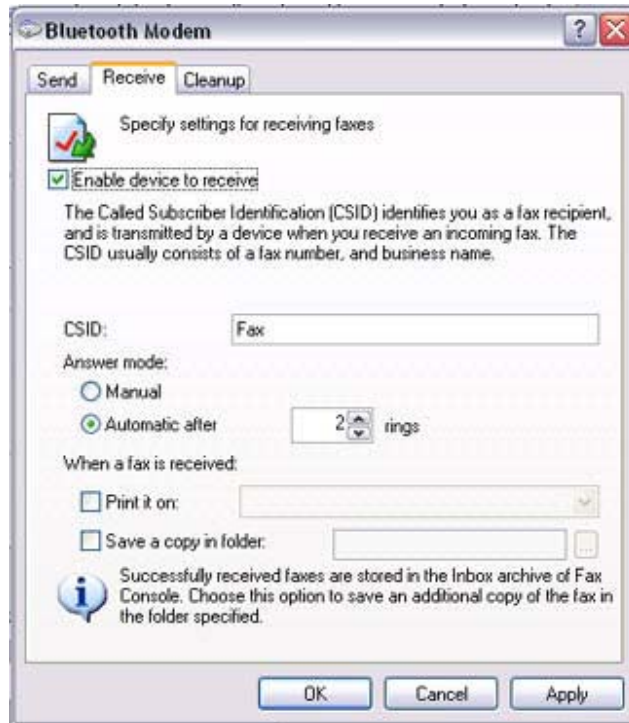 Bluetooth Modem
Send Receive Cleanup
Specify settings for receiving faxes
Enable device to receive
The Called Subscriber Identification (CSID) identifies you as a fax recipient,
and is transmitted by a device when you receive an incoming fax. The
CSID usually consists of a fax number, and business name.
CSID: Fax
Answer mode:
Manual
Automatic after 2 rings
When a fax is received:
Print it on:
Save a copy in folder: ...
Successfully received faxes are stored in the Inbox archive of Fax
Console. Choose this option to save an additional copy of the fax in
the folder specified.
OK Cancel Apply